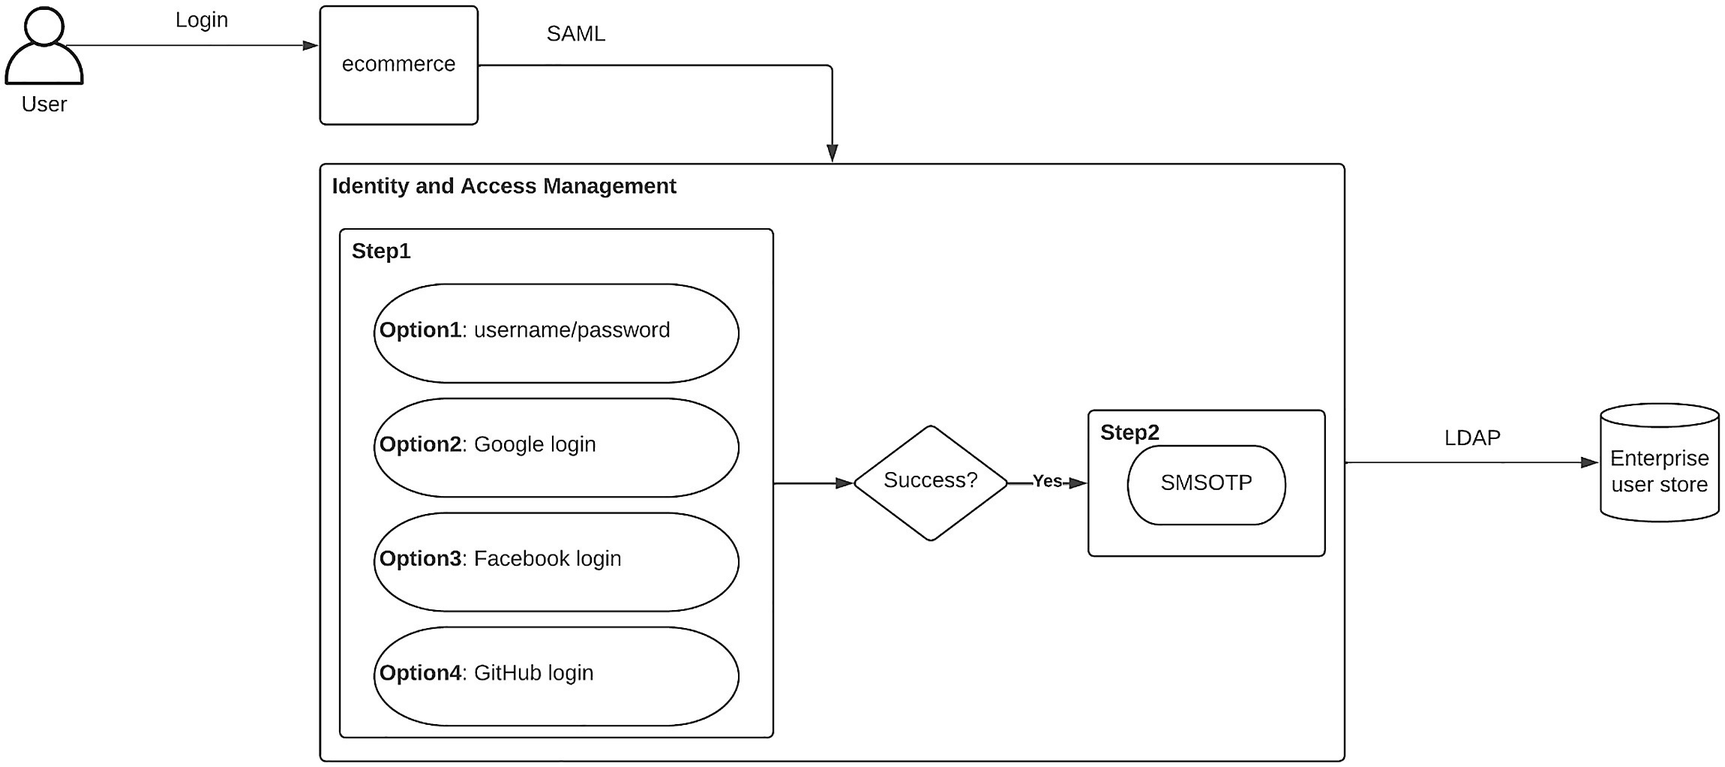 Login
User
ecommerce
SAML
Identity and Access Management
Step1
Option1: username/password
Option2: Google login
Option3: Facebook login
Option4: GitHub login
Success?
Yes
Step2
SMSOTP
LDAP
Enterprise
user store